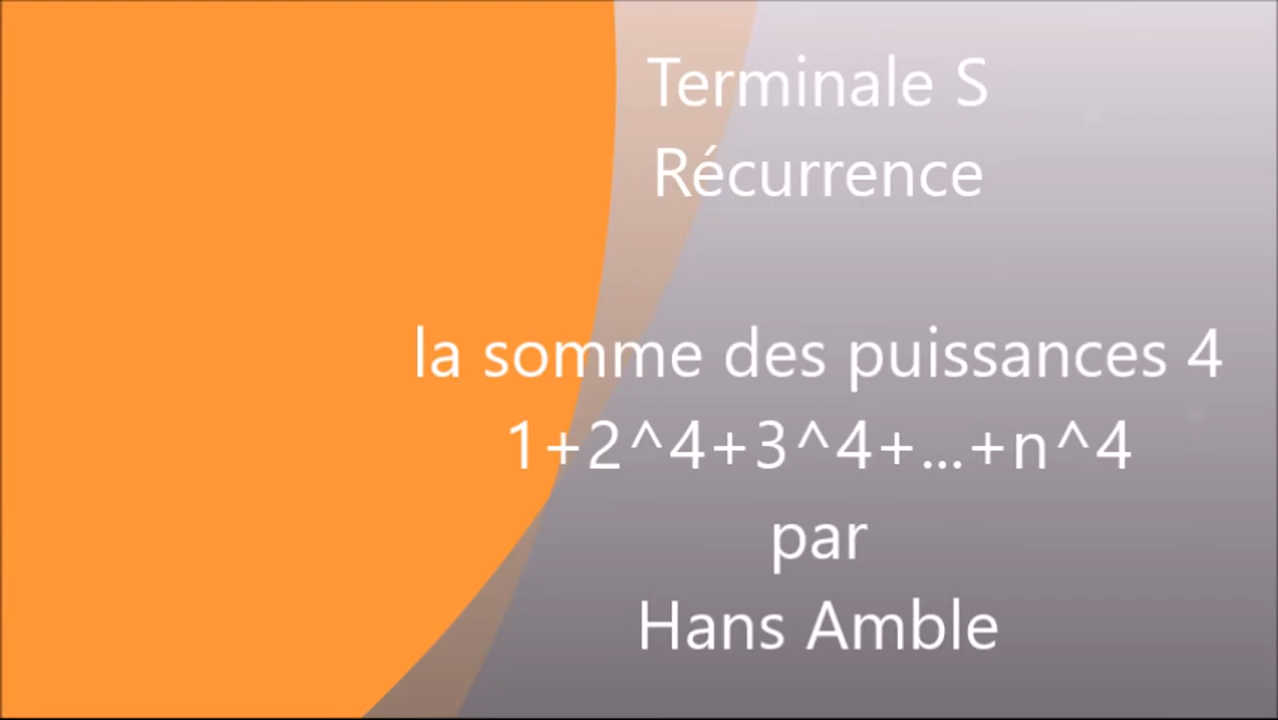 Terminale S
Récurrence
la somme des puissances 4
1+2^4+3^4+...+n^4
par
Hans Amble